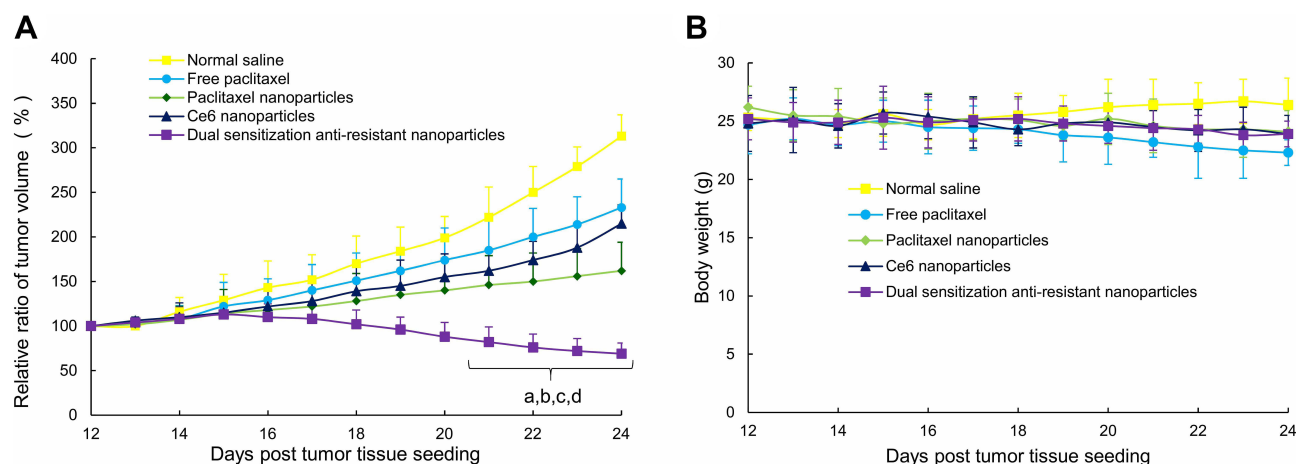 A
Relative ratio of tumor volume ( % )
400
350
300
250
200
150
100
50
0
Normal saline
Free paclitaxel
Paclitaxel nanoparticles
Ce6 nanoparticles
Dual sensitization anti-resistant nanoparticles
a,b,c,d
12 14 16 18 20 22 24
Days post tumor tissue seeding
B
Body weight (g)
30
25
20
15
10
5
0
Normal saline
Free paclitaxel
Paclitaxel nanoparticles
Ce6 nanoparticles
Dual sensitization anti-resistant nanoparticles
12 14 16 18 20 22 24
Days post tumor tissue seeding